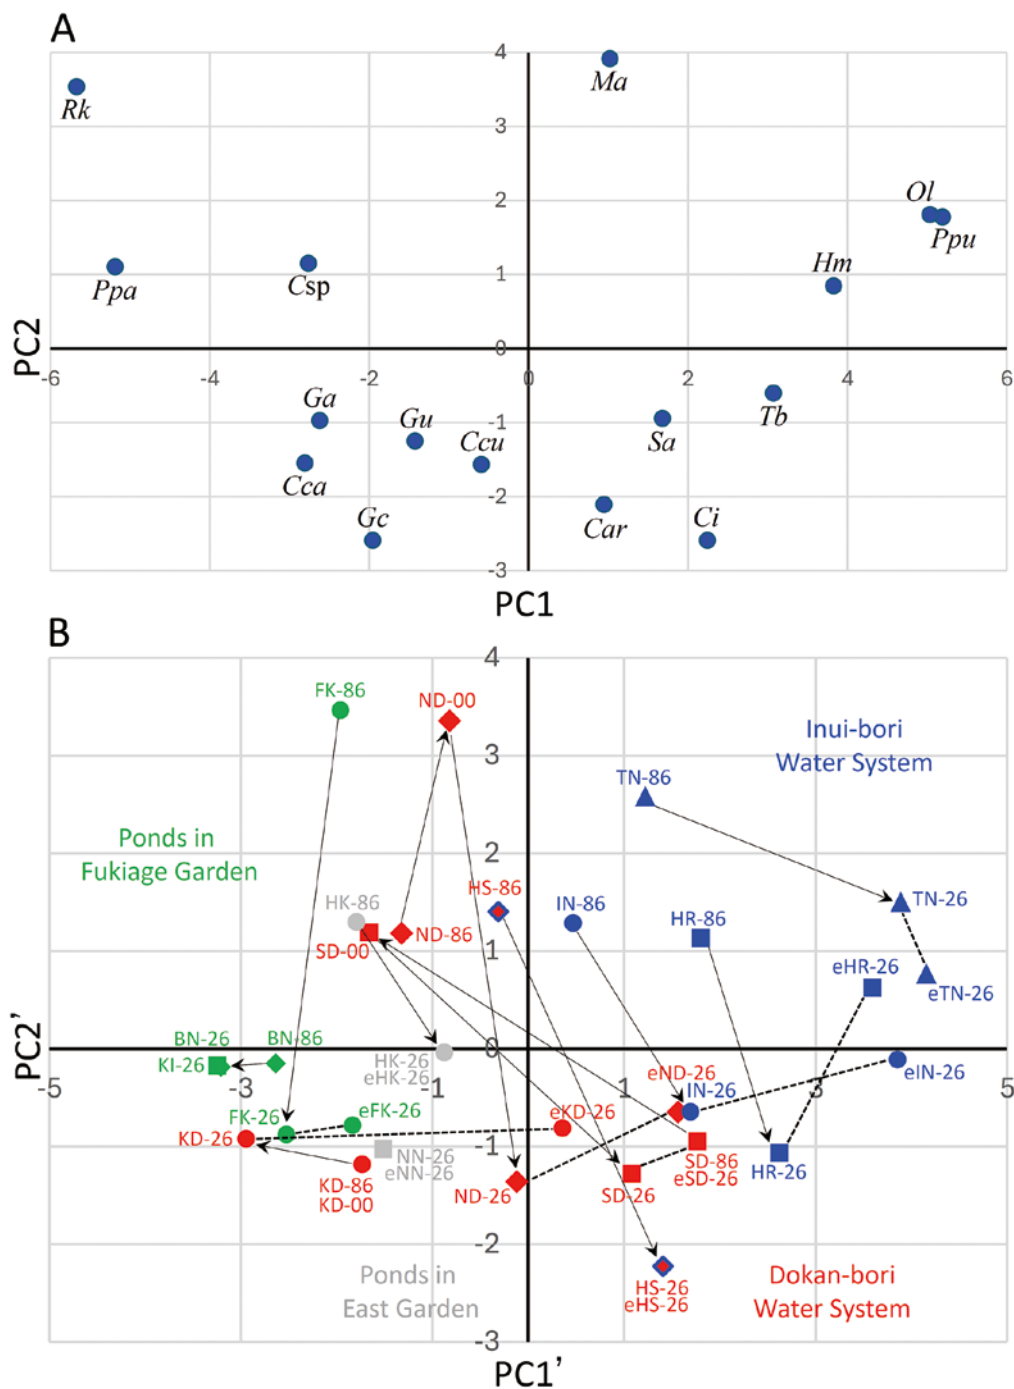 A
4
Ma
Rk
3
2
Ol
Ppu
Hm
1
Ppa
Csp
PC2
0
-6
-4
-2
0
2
4
6
Ga
Gu
Ccu
-1
Sa
Tb
Cca
-2
Gc
Car
Ci
-3
PC1
B
4
FK-86
ND-00
3
Inui-bori
Water System
TN-86
Ponds in
Fukiage Garden
2
HK-86
HS-86
IN-86
HR-86
TN-26
SD-00
ND-86
1
eHR-26
eTN-26
PC2’
BN-26
BN-86
KI-26
0
HK-26
eHK-26
-5
-3
-1
1
3
5
eND-26
IN-26
eIN-26
FK-26
eFK-26
eKD-26
KD-26
-1
NN-26
eNN-26
KD-86
KD-00
ND-26
SD-26
SD-86
eSD-26
HR-26
-2
Ponds in
East Garden
HS-26
eHS-26
Dokan-bori
Water System
-3
PC1’